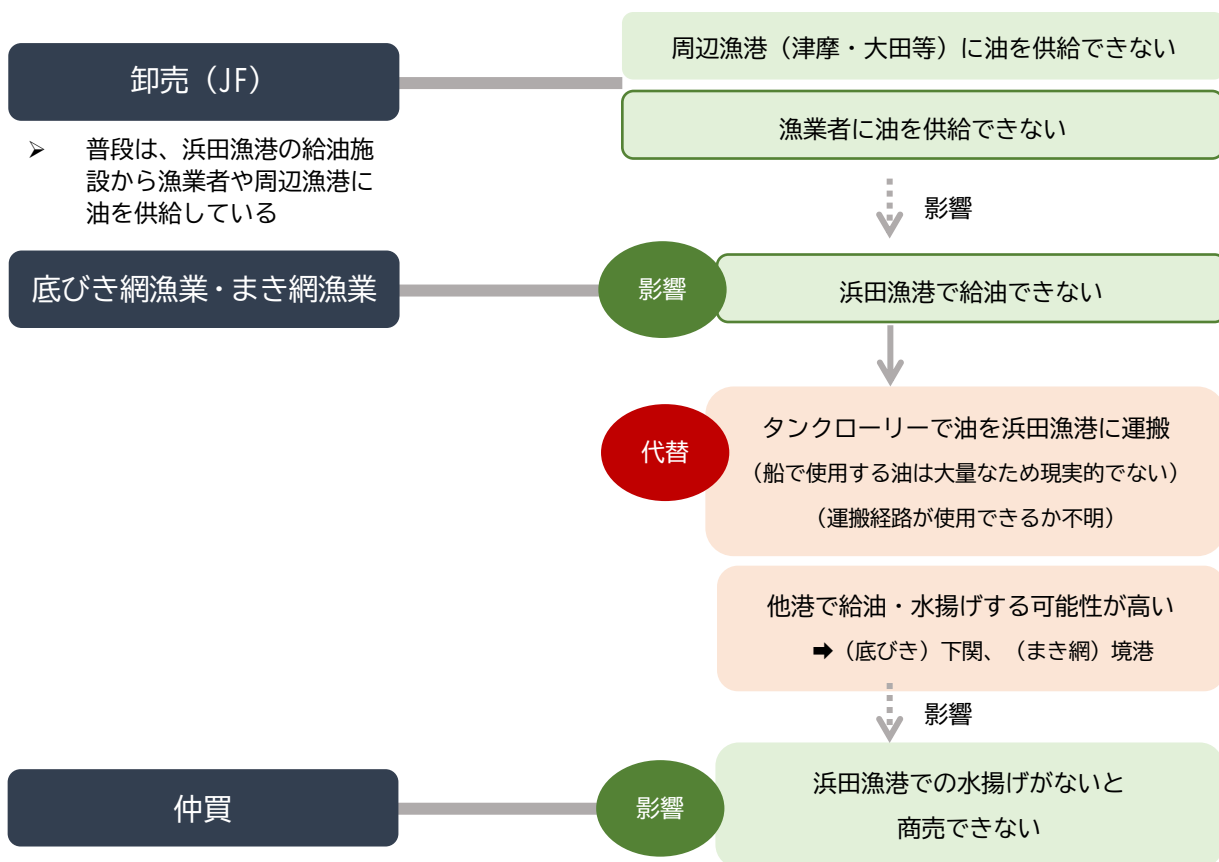 周辺漁港（津摩・大田等）に油を供給できない
卸売（JF）
漁業者に油を供給できない
➢ 普段は、浜田漁港の給油施
設から漁業者や周辺漁港に
油を供給している
影響
底びき網漁業・まき網漁業
影響
浜田漁港で給油できない
代替
タンクローリーで油を浜田漁港に運搬
（船で使用する油は大量なため現実的でない）
（運搬経路が使用できるか不明）
他港で給油・水揚げする可能性が高い
➡（底びき）下関、（まき網）境港
影響
仲買
影響
浜田漁港での水揚げがないと
商売できない